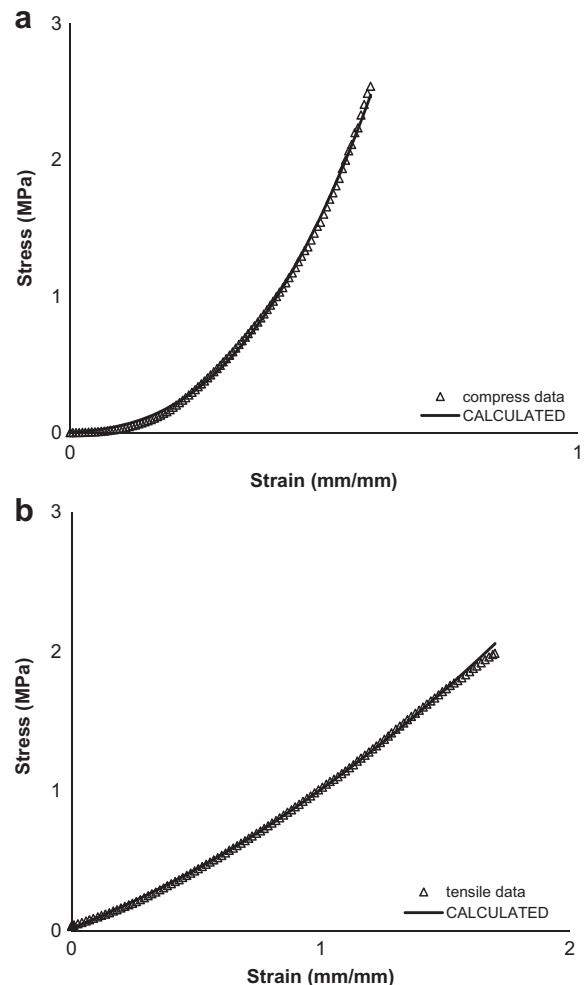 a
3
2
Stress (MPa)
1
compress data
CALCULATED
0
0
1
Strain (mm/mm)
b
3
2
Stress (MPa)
1
tensile data
CALCULATED
0
0
1
2
Strain (mm/mm)